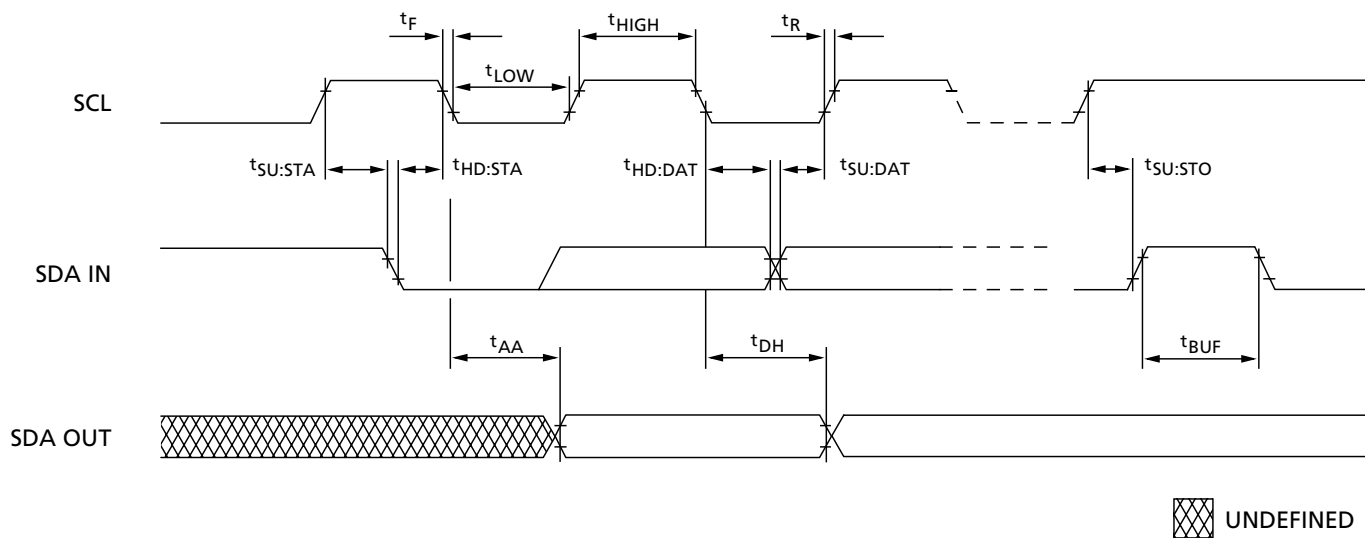 tF
tHIGH
tR
tLOW
SCL
tSU:STA
tHD:STA
tHD:DAT
tSU:DAT
tSU:STO
SDA IN
tAA
tDH
tBUF
SDA OUT
UNDEFINED